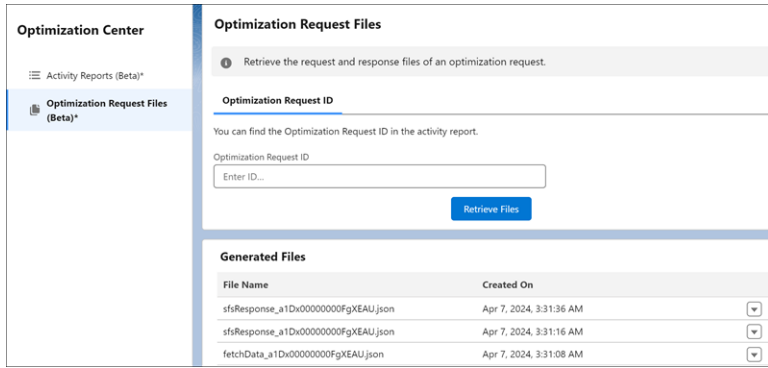 Optimization Center
Activity Reports (Beta)*
Optimization Request Files
(Beta)*
Optimization Request Files
Retrieve the request and response files of an optimization request.
Optimization Request ID
You can find the Optimization Request ID in the activity report.
Optimization Request ID
Enter ID...
Retrieve Files
Generated Files
File Name Created On
sfsResponse_a1Dx00000000FgXEAU.json Apr 7, 2024, 3:31:36 AM
sfsResponse_a1Dx00000000FgXEAU.json Apr 7, 2024, 3:31:16 AM
fetchData_a1Dx00000000FgXEAU.json Apr 7, 2024, 3:31:08 AM